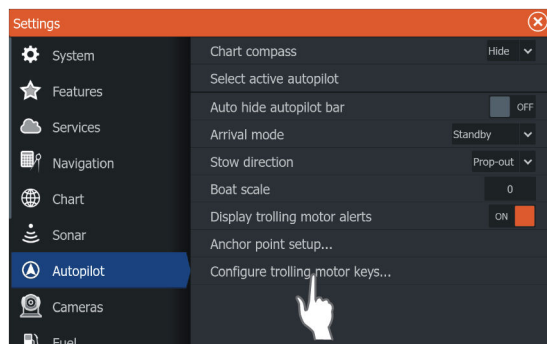 Settings
System
Features
Services
Navigation
Chart
Sonar
Autopilot
Cameras
Fuel
Chart compass Hide
Select active autopilot
Auto hide autopilot bar OFF
Arrival mode Standby
Stow direction Prop-out
Boat scale 0
Display trolling motor alerts ON
Anchor point setup...
Configure trolling motor keys...